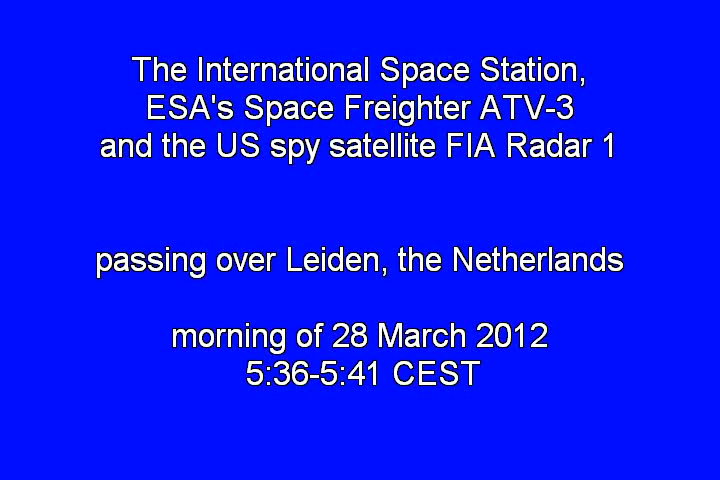 The International Space Station,
ESA's Space Freighter ATV-3
and the US spy satellite FIA Radar 1
passing over Leiden, the Netherlands
morning of 28 March 2012
5:36-5:41 CEST